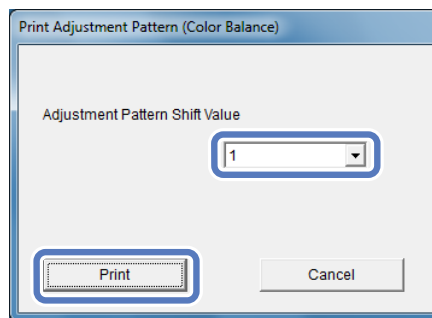 Print Adjustment Pattern (Color Balance)
Adjustment Pattern Shift Value
1
Print
Cancel